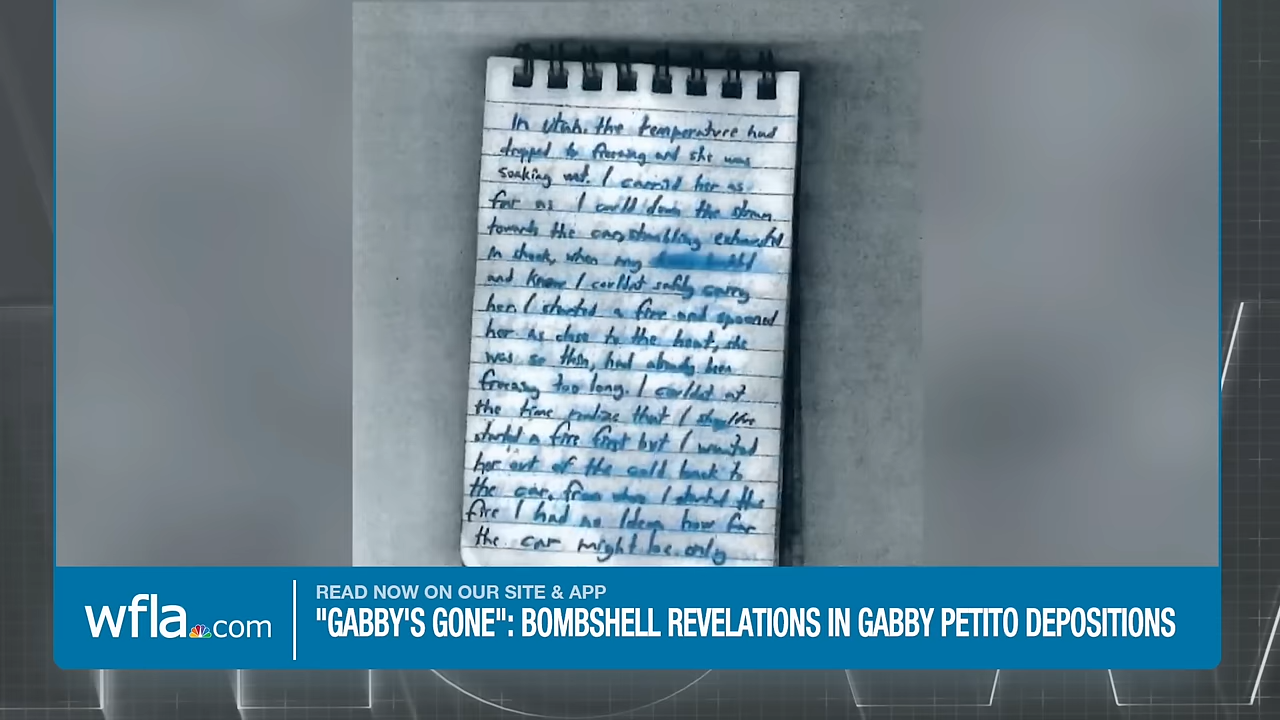 In Utah. the temperature had
dropped to freezing and she was
soaking wet. I carried her as
far as I could down the stream
towards the car, stumbling exhausted
in shock, when my
and knew I couldnt safely carry
her. I started a fire and spooned
her as close to the heat, she
was so thin, had already been
freezing too long. I couldnt at
the time realize that I should've
started a fire first but I wanted
her out of the cold back to
the car. from where I started the
fire I had no Idea how far
the car might be. only
wfla.com
READ NOW ON OUR SITE & APP
"GABBY'S GONE": BOMBSHELL REVELATIONS IN GABBY PETITO DEPOSITIONS